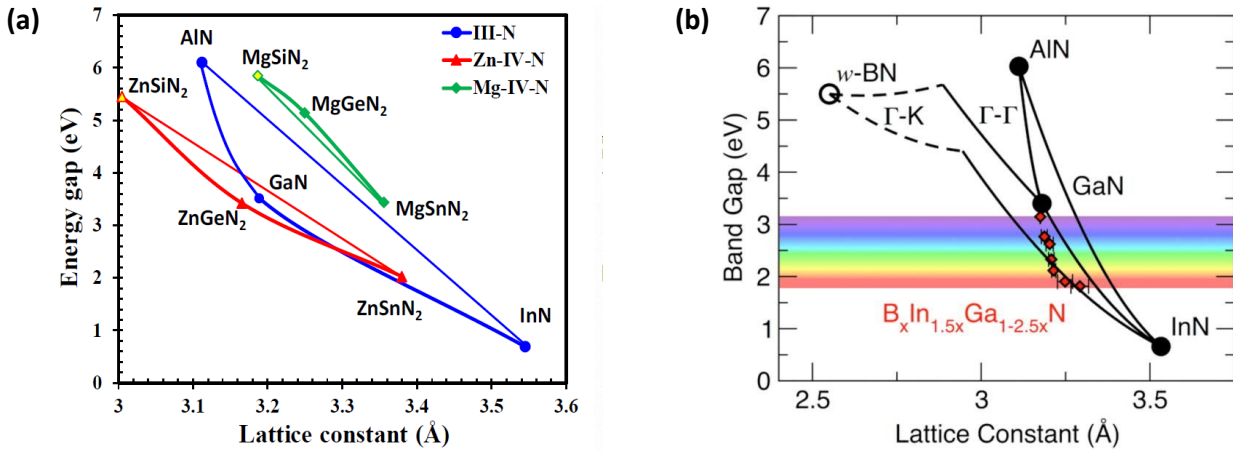 (a)
Energy gap (eV)
7
6
5
4
3
2
1
0
3
3.1
3.2
3.3
3.4
3.5
3.6
Lattice constant (Å)
III-N
Zn-IV-N
Mg-IV-N
AlN
MgSiN₂
ZnSiN₂
MgGeN₂
GaN
ZnGeN₂
MgSnN₂
ZnSnN₂
InN
(b)
Band Gap (eV)
7
6
5
4
3
2
1
0
2.5
3
3.5
Lattice Constant (Å)
AlN
w-BN
Γ-Γ
Γ-K
GaN
BₓIn₁.₅ₓGa₁₋₂.₅ₓN
InN